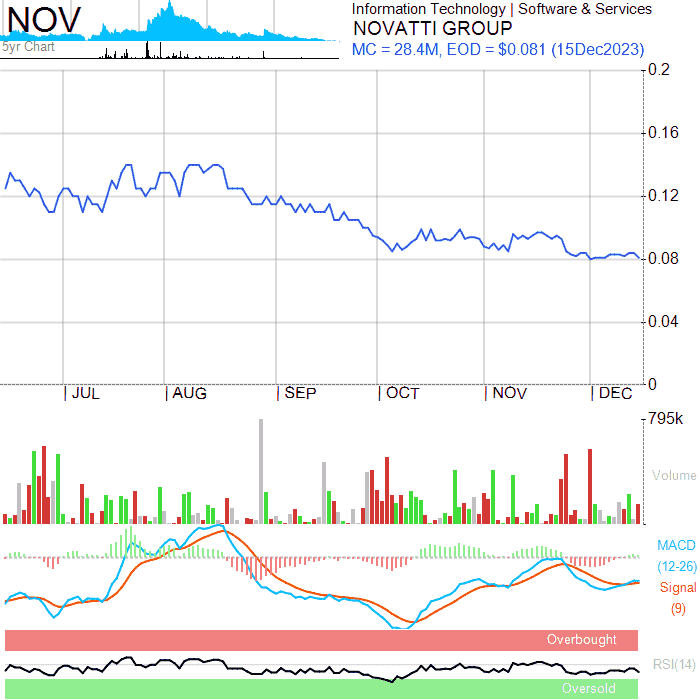 NOV
5yr Chart
Information Technology | Software & Services
NOVATTI GROUP
MC = 28.4M, EOD = $0.081 (15Dec2023)
0.2
0.16
0.12
0.08
0.04
0
JUL AUG SEP OCT NOV DEC
795k
Volume
MACD
(12-26)
Signal
(9)
Overbought
RSI(14)
Oversold